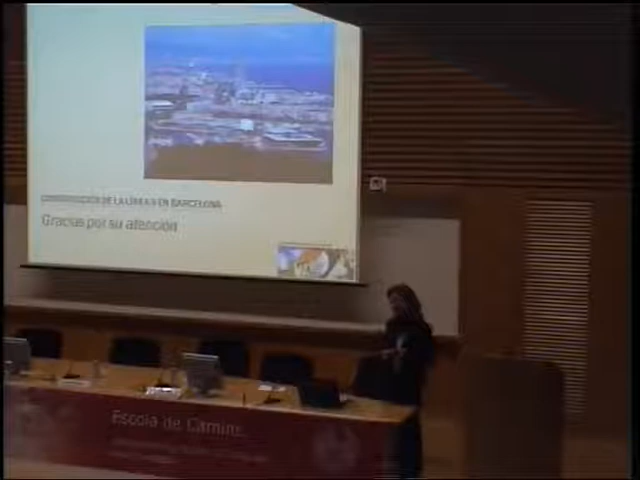 CONSTRUCCIÓN DE LA LÍNEA 9 EN BARCELONA
Gracias por su atención
Escola de Camins